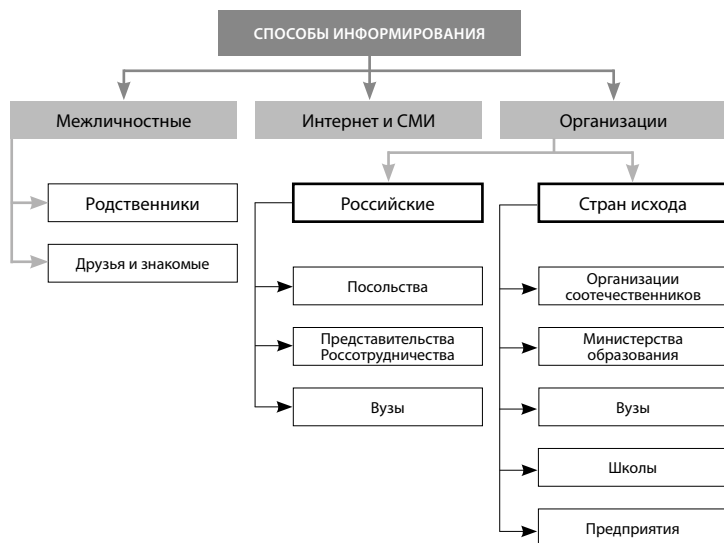 СПОСОБЫ ИНФОРМИРОВАНИЯ
Межличностные
Интернет и СМИ
Организации
Родственники
Друзья и знакомые
Российские
Посольства
Представительства
Россотрудничества
Вузы
Стран исхода
Организации
соотечественников
Министерства
образования
Вузы
Школы
Предприятия